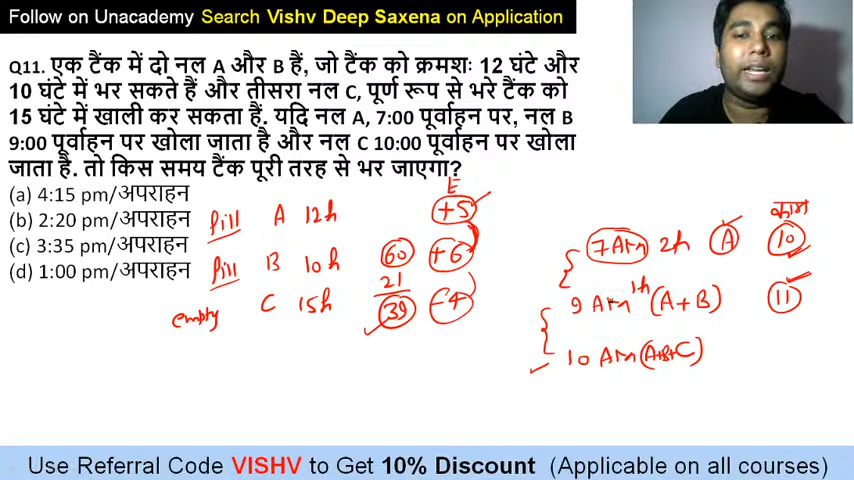 Follow on Unacademy Search Vishv Deep Saxena on Application
Q11. एक टैंक में दो नल A और B हैं, जो टैंक को क्रमशः 12 घंटे और
10 घंटे में भर सकते हैं और तीसरा नल C, पूर्ण रूप से भरे टैंक को
15 घंटे में खाली कर सकता हैं. यदि नल A, 7:00 पूर्वाहन पर, नल B
9:00 पूर्वाहन पर खोला जाता है और नल C 10:00 पूर्वाहन पर खोला
जाता है. तो किस समय टैंक पूरी तरह से भर जाएगा?
(a) 4:15 pm/अपराहन
(b) 2:20 pm/अपराहन
(c) 3:35 pm/अपराहन
(d) 1:00 pm/अपराहन
E
fill A 12h +5
fill B 10h 60 +6
21
empty C 15h 39 -4
काम
7 Am 2h A 10
9 Am 1h (A+B) 11
10 Am (A+B+C)
Use Referral Code VISHV to Get 10% Discount (Applicable on all courses)